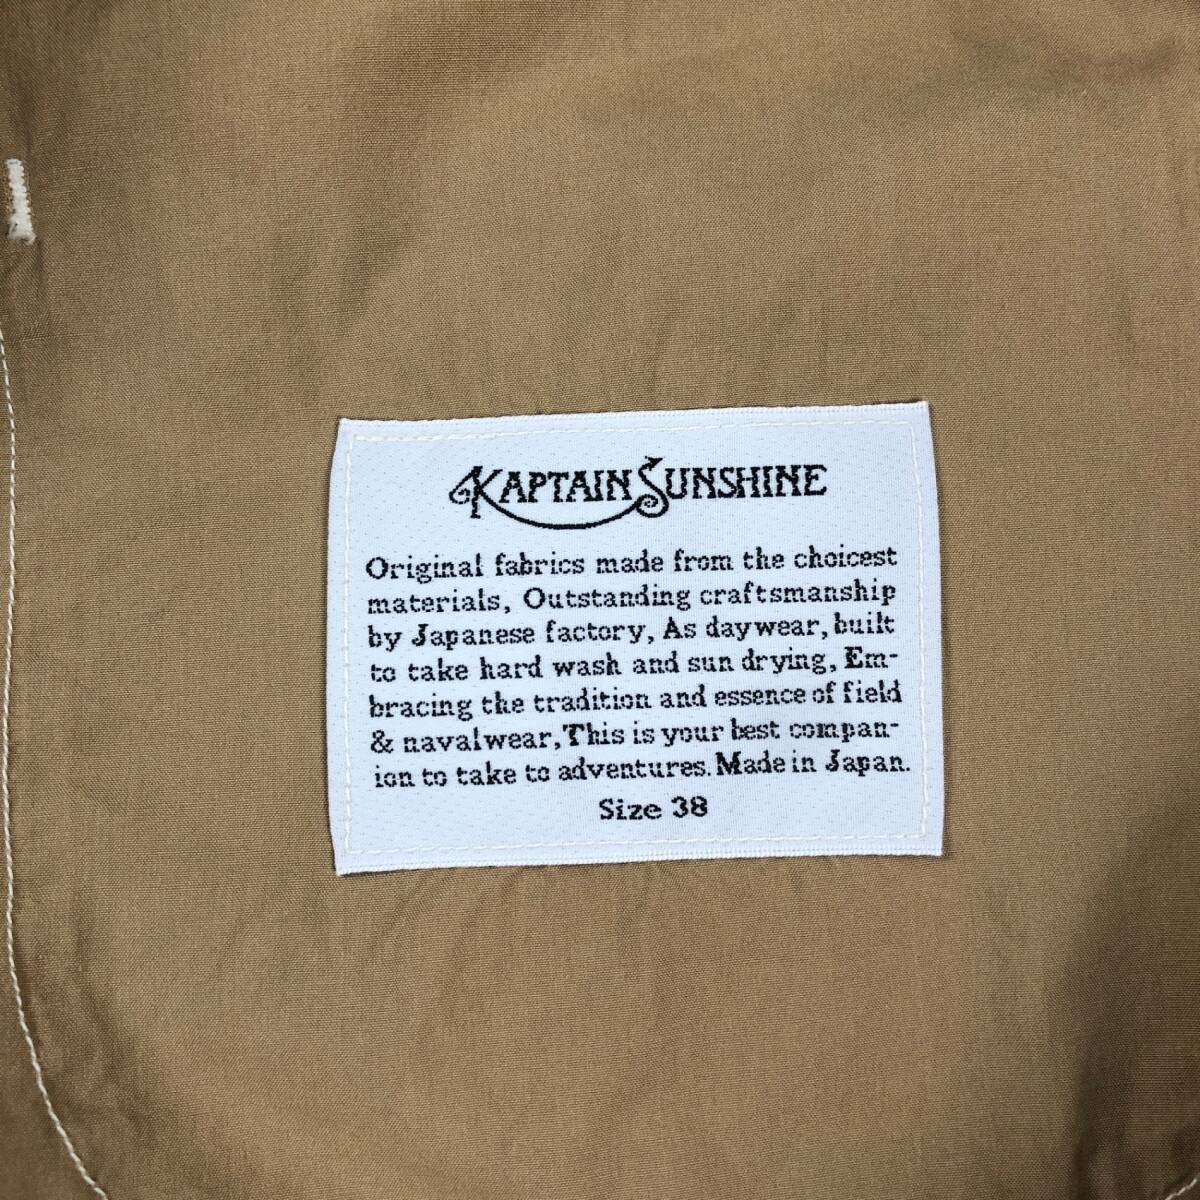 KAPTAIN SUNSHINE
Original fabrics made from the choicest
materials, Outstanding craftsmanship
by Japanese factory, As daywear, built
to take hard wash and sun drying, Em-
bracing the tradition and essence of field
& naval wear, This is your best compan-
ion to take to adventures. Made in Japan.
Size 38